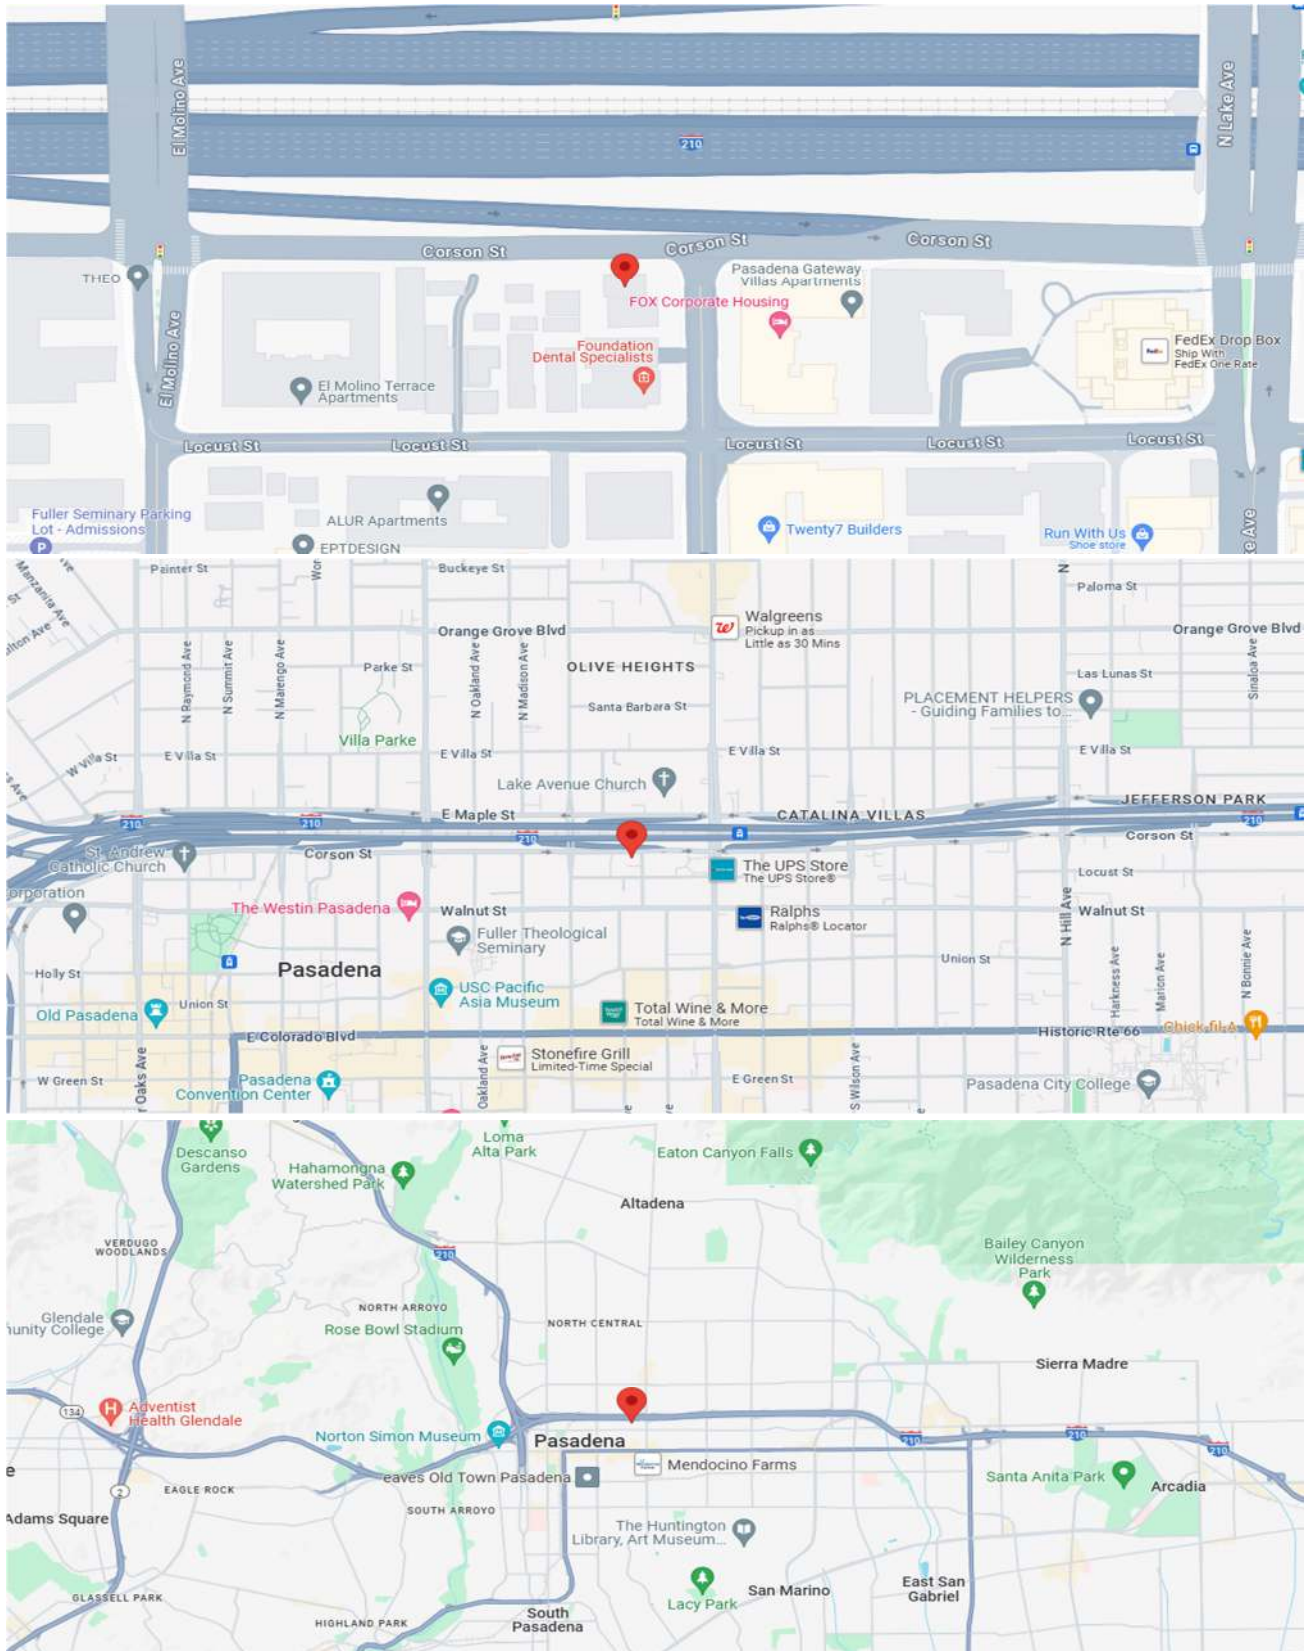 El Molino Ave
N Lake Ave
210
Corson St
Corson St
Corson St
THEO
Pasadena Gateway
Villas Apartments
FOX Corporate Housing
Foundation
Dental Specialists
FedEx Drop Box
Ship With
FedEx One Rate
El Molino Ave
El Molino Terrace
Apartments
Locust St
Locust St
Locust St
Locust St
Locust St
Fuller Seminary Parking
Lot - Admissions
P
ALUR Apartments
EPTDESIGN
Twenty7 Builders
Run With Us
Shoe store
ke Ave
Painter St
Wor
Buckeye St
N
Paloma St
Manzanita Ave
Walgreens
Pickup in as
Little as 30 Mins
Orange Grove Blvd
Orange Grove Blvd
N Raymond Ave
N Summit Ave
N Marengo Ave
Parke St
N Oakland Ave
N Madison Ave
OLIVE HEIGHTS
Las Lunas St
Sinaloa Ave
Santa Barbara St
PLACEMENT HELPERS
- Guiding Families to...
Villa Parke
W Villa St
E Villa St
E Villa St
E Villa St
E Villa St
Lake Avenue Church
E Maple St
CATALINA VILLAS
JEFFERSON PARK
210
210
210
210
Corson St
Corson St
St. Andrew
Catholic Church
The UPS Store
The UPS Store®
Locust St
orporation
The Westin Pasadena
Walnut St
Ralphs
Ralphs® Locator
N Hill Ave
Walnut St
Fuller Theological
Seminary
Holly St
Pasadena
Union St
Harkness Ave
Marion Ave
N Bonnie Ave
USC Pacific
Asia Museum
Old Pasadena
Union St
Total Wine & More
Total Wine & More
E Colorado Blvd
Historic Rte 66
Chick-fil-A
Stonefire Grill
Limited-Time Special
W Green St
r Oaks Ave
Pasadena
Convention Center
Oakland Ave
E Green St
S Wilson Ave
Pasadena City College
Descanso
Gardens
Hahamongna
Watershed Park
Loma
Alta Park
Eaton Canyon Falls
Altadena
VERDUGO
WOODLANDS
210
Bailey Canyon
Wilderness
Park
Glendale
unity College
NORTH ARROYO
Rose Bowl Stadium
NORTH CENTRAL
Sierra Madre
134
Adventist
Health Glendale
Norton Simon Museum
Pasadena
210
210
210
Mendocino Farms
eaves Old Town Pasadena
Santa Anita Park
Arcadia
2
EAGLE ROCK
SOUTH ARROYO
Adams Square
The Huntington
Library, Art Museum...
GLASSELL PARK
HIGHLAND PARK
South
Pasadena
Lacy Park
San Marino
East San
Gabriel